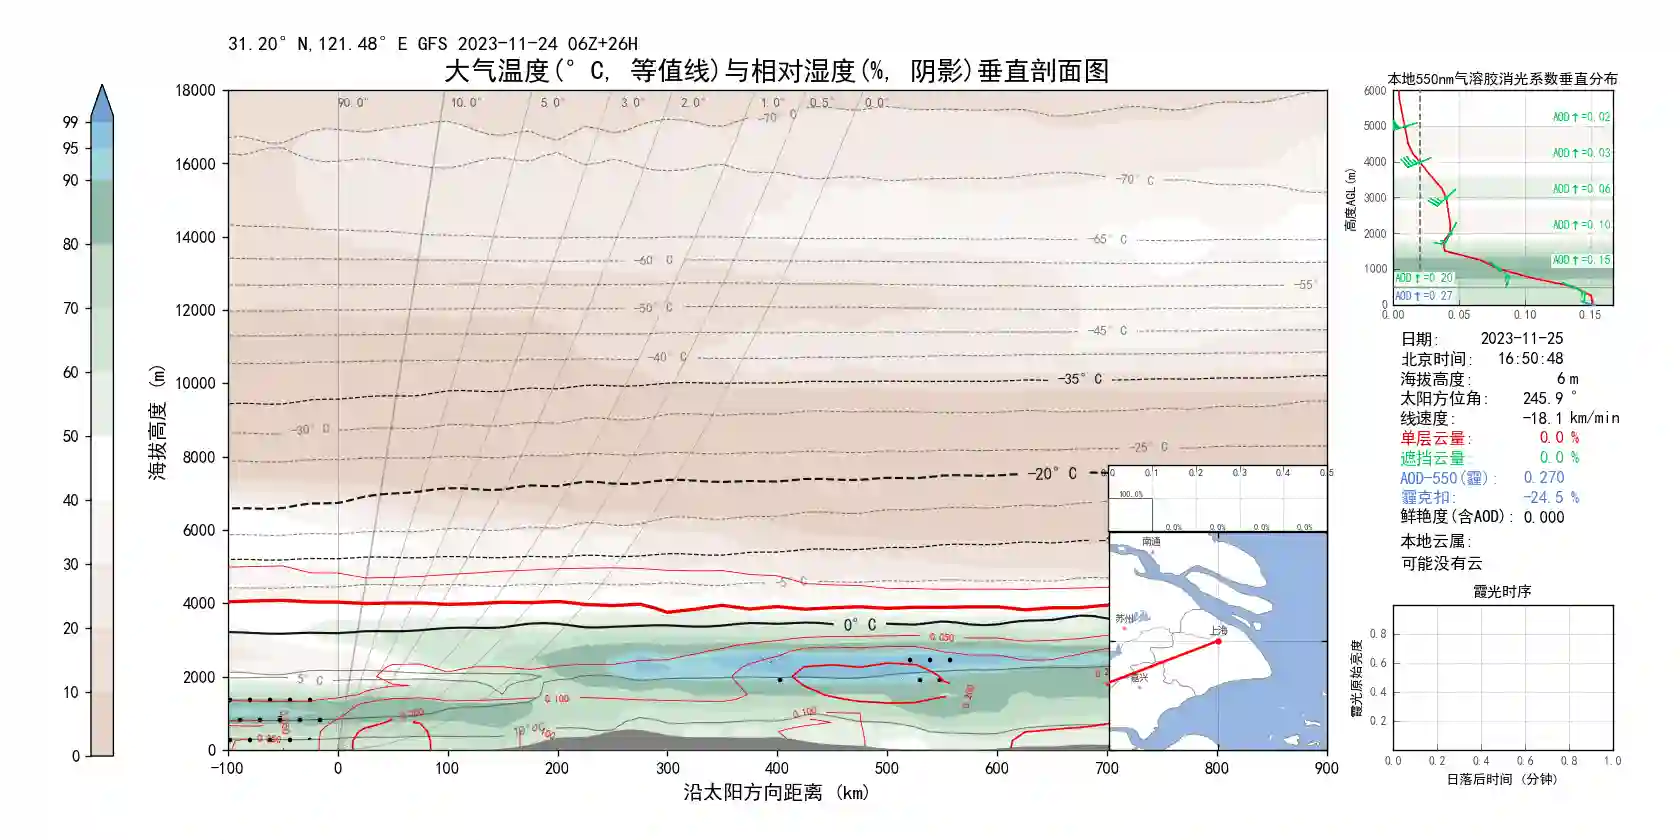 31.20° N,121.48° E GFS 2023-11-24 06Z+26H
大气温度(° C, 等值线)与相对湿度(%, 阴影)垂直剖面图
90.0° 10.0° 5.0° 3.0° 2.0° 1.0° 0.5° 0.0°
99
95
90
80
70
60
50
40
30
20
10
0
海拔高度 (m)
18000
16000
14000
12000
10000
8000
6000
4000
2000
0
-70° C
-70° C
-65° C
-60° C
-55°
-50° C
-45° C
-40° C
-35° C
-30° C
-25° C
-20° C
-5° C
0° C
5° C
10°C
0.050
0.100
0.100
0.200
-100 0 100 200 300 400 500 600 700 800 900
沿太阳方向距离 (km)
0.1 0.2 0.3 0.4 0.5
100.0%
0.0% 0.0% 0.0% 0.0%
南通
苏州
上海
嘉兴
本地550nm气溶胶消光系数垂直分布
高度AGL(m)
6000
5000
4000
3000
2000
1000
0
AOD↑=0.02
AOD↑=0.03
AOD↑=0.06
AOD↑=0.10
AOD↑=0.15
AOD↑=0.20
AOD↑=0.27
0.00 0.05 0.10 0.15
日期: 2023-11-25
北京时间: 16:50:48
海拔高度: 6 m
太阳方位角: 245.9 °
线速度: -18.1 km/min
单层云量: 0.0 %
遮挡云量: 0.0 %
AOD-550(霾): 0.270
霾克扣: -24.5 %
鲜艳度(含AOD): 0.000
本地云属:
可能没有云
霞光时序
霞光原始亮度
0.8
0.6
0.4
0.2
0.0 0.2 0.4 0.6 0.8 1.0
日落后时间 (分钟)